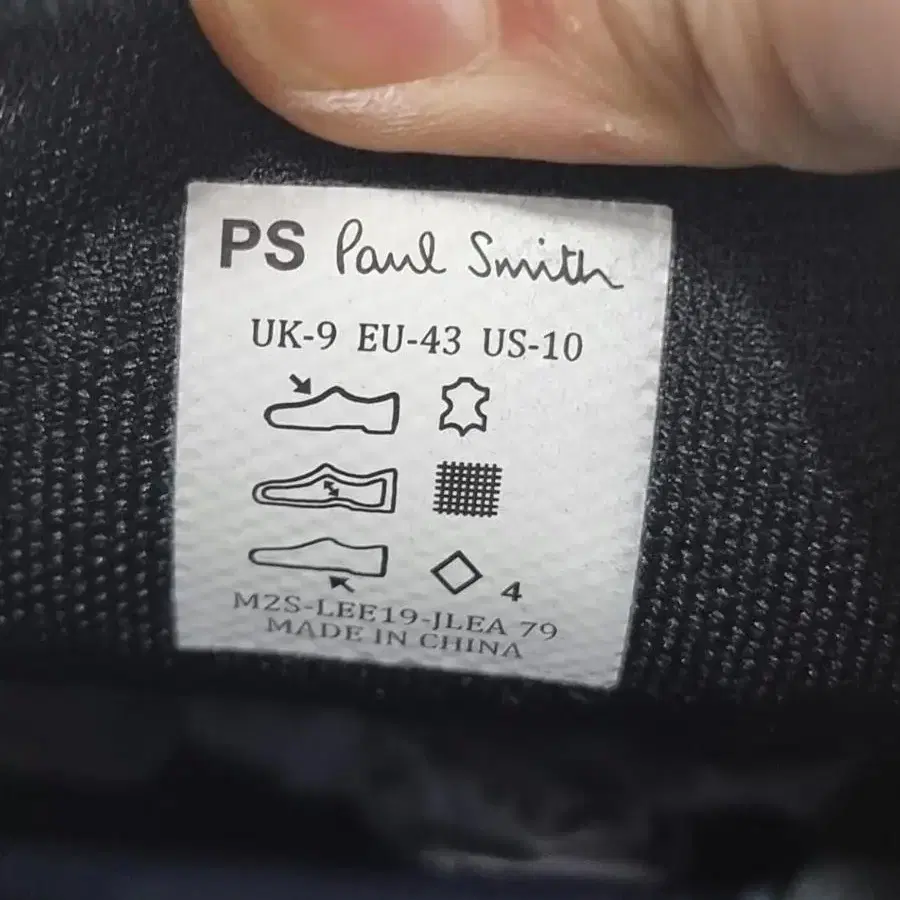 PS Paul Smith
UK-9 EU-43 US-10
4
M2S-LEE19-JLEA 79
MADE IN CHINA